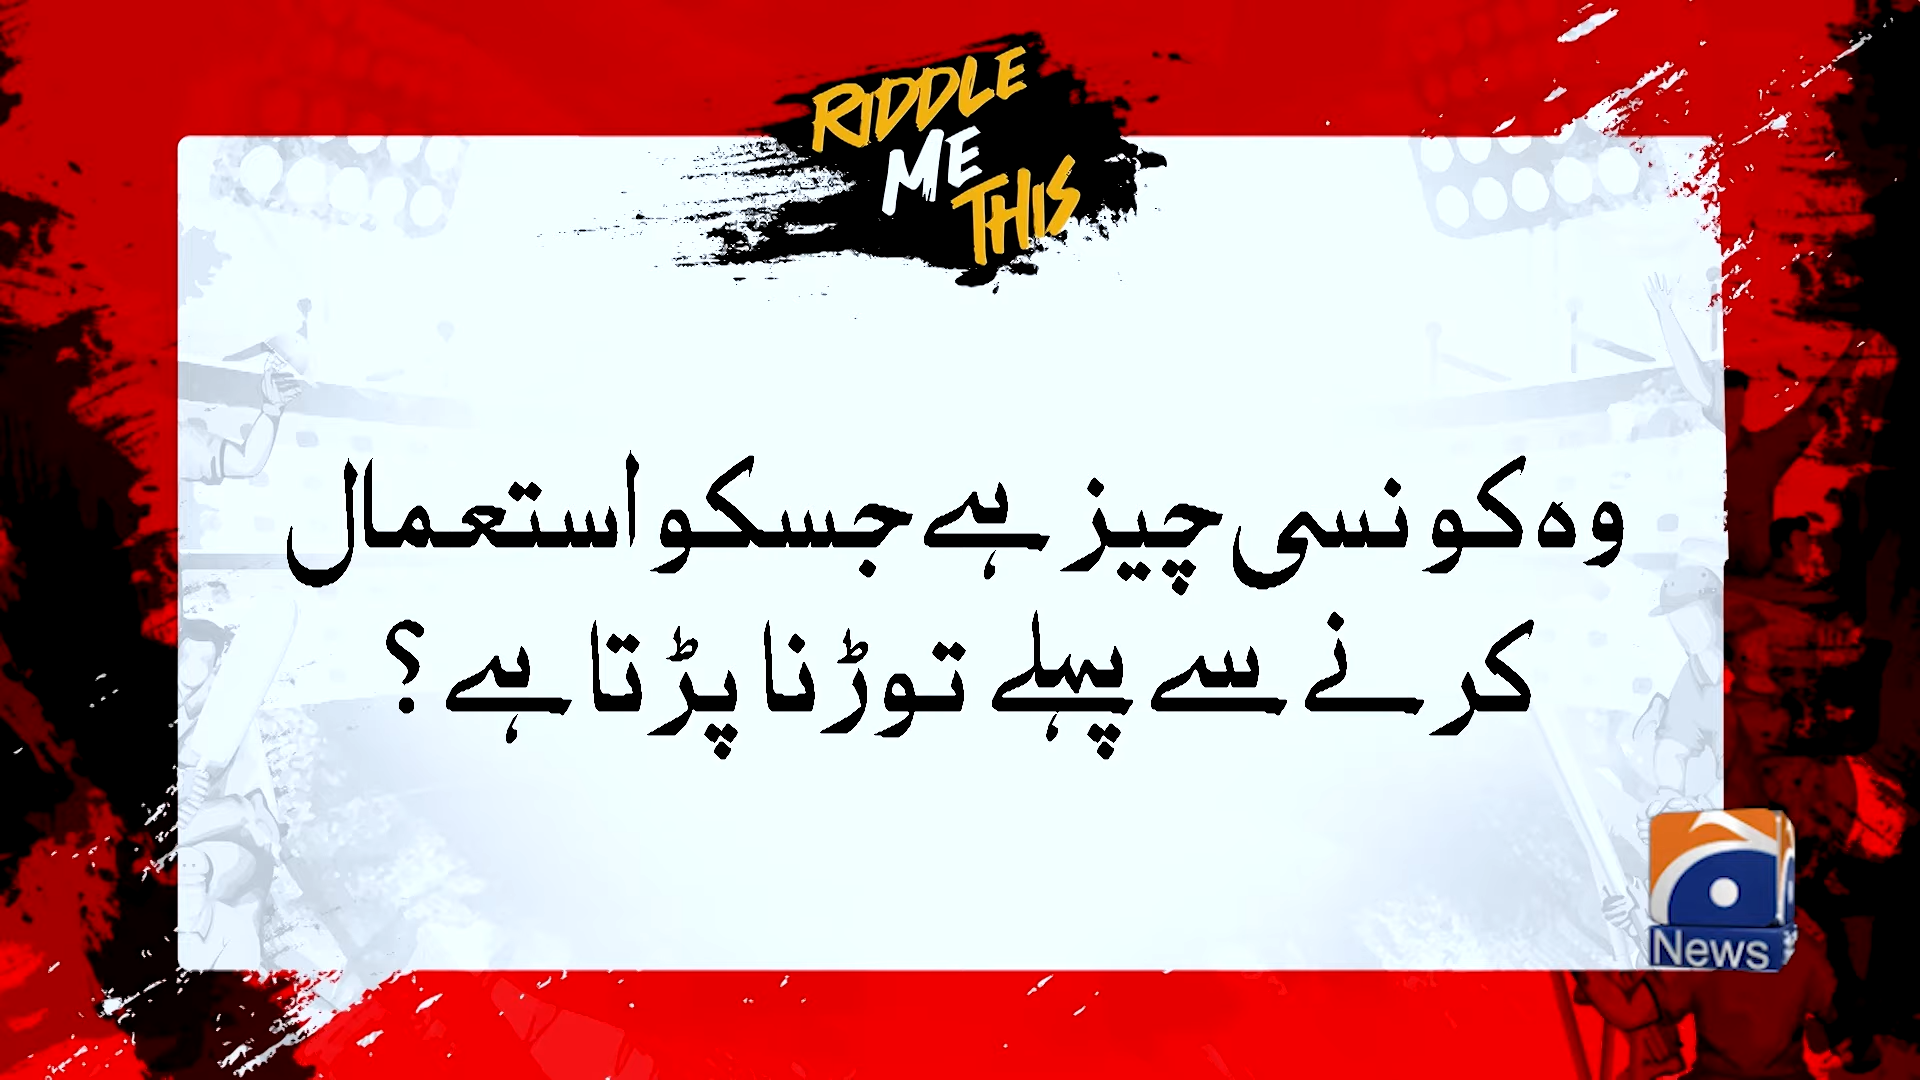 RIDDLE
ME
THIS
وہ کونسی چیز ہے جسکو استعمال
کرنے سے پہلے توڑنا پڑتا ہے؟
News